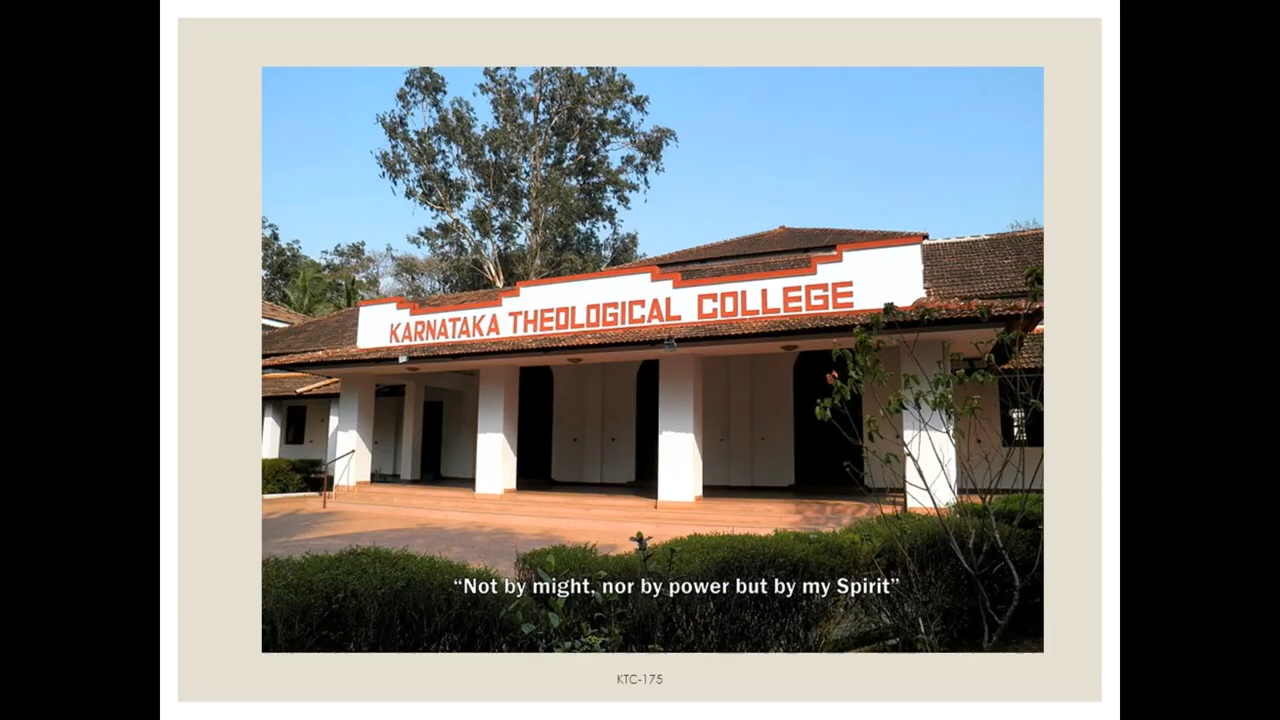 KARNATAKA THEOLOGICAL COLLEGE
“Not by might, nor by power but by my Spirit”
KTC-175